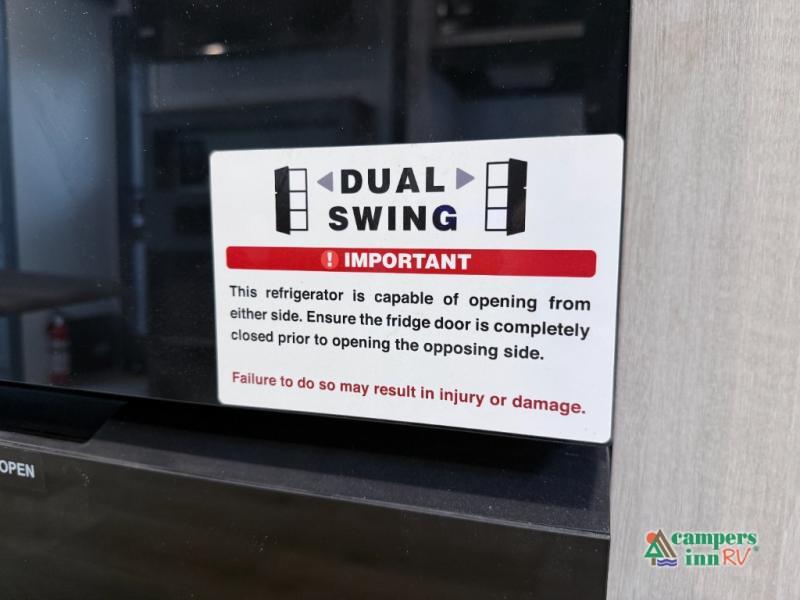 DUAL
SWING
! IMPORTANT
This refrigerator is capable of opening from
either side. Ensure the fridge door is completely
closed prior to opening the opposing side.
Failure to do so may result in injury or damage.
OPEN
campers
inn RV